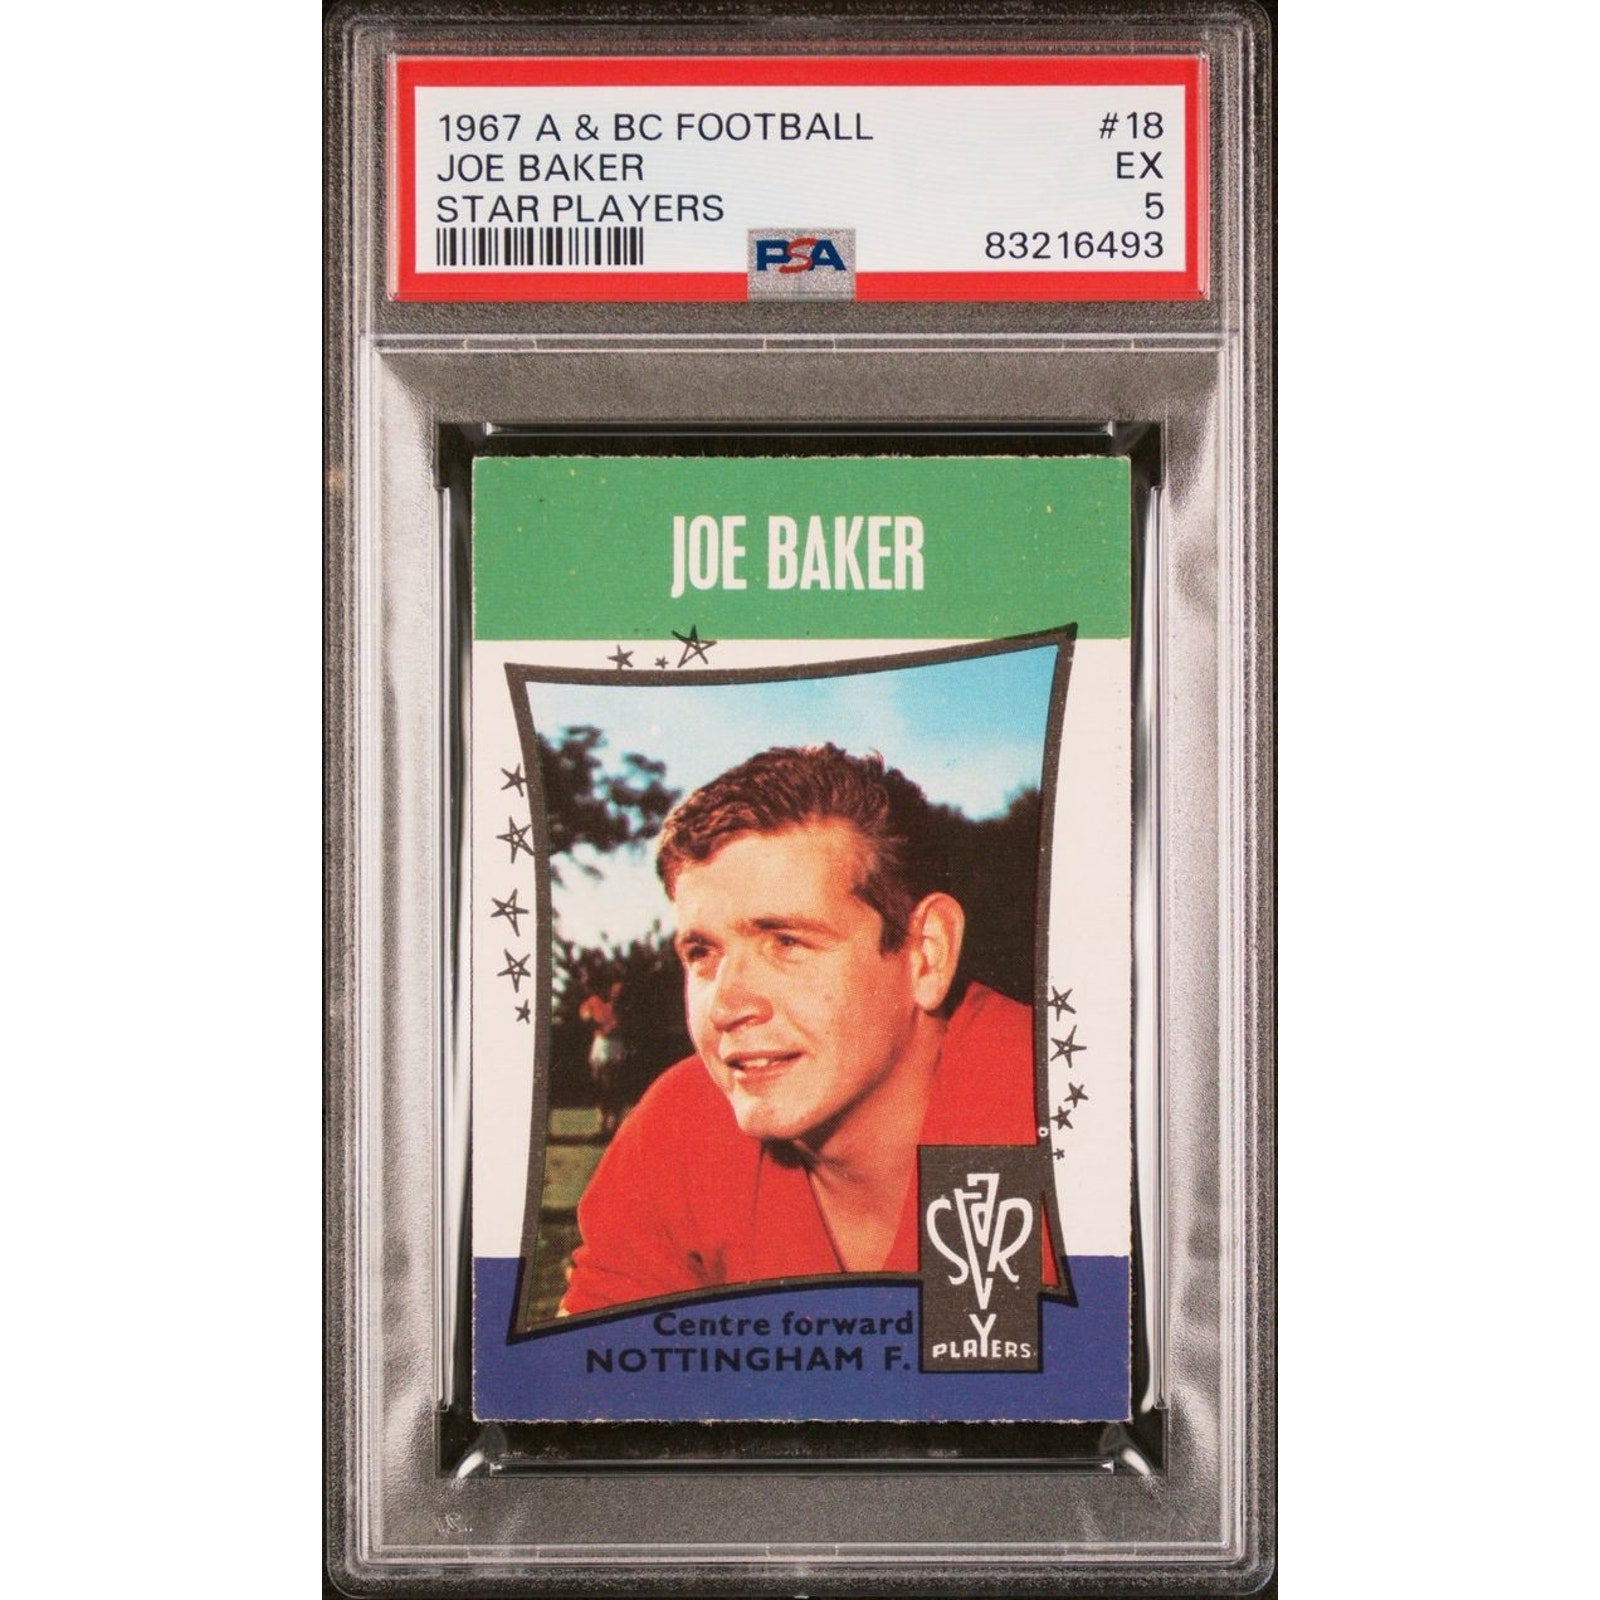 1967 A & BC FOOTBALL #18
JOE BAKER EX
STAR PLAYERS 5
PSA 83216493
JOE BAKER
STAR
PLAYERS
Centre forward
NOTTINGHAM F.